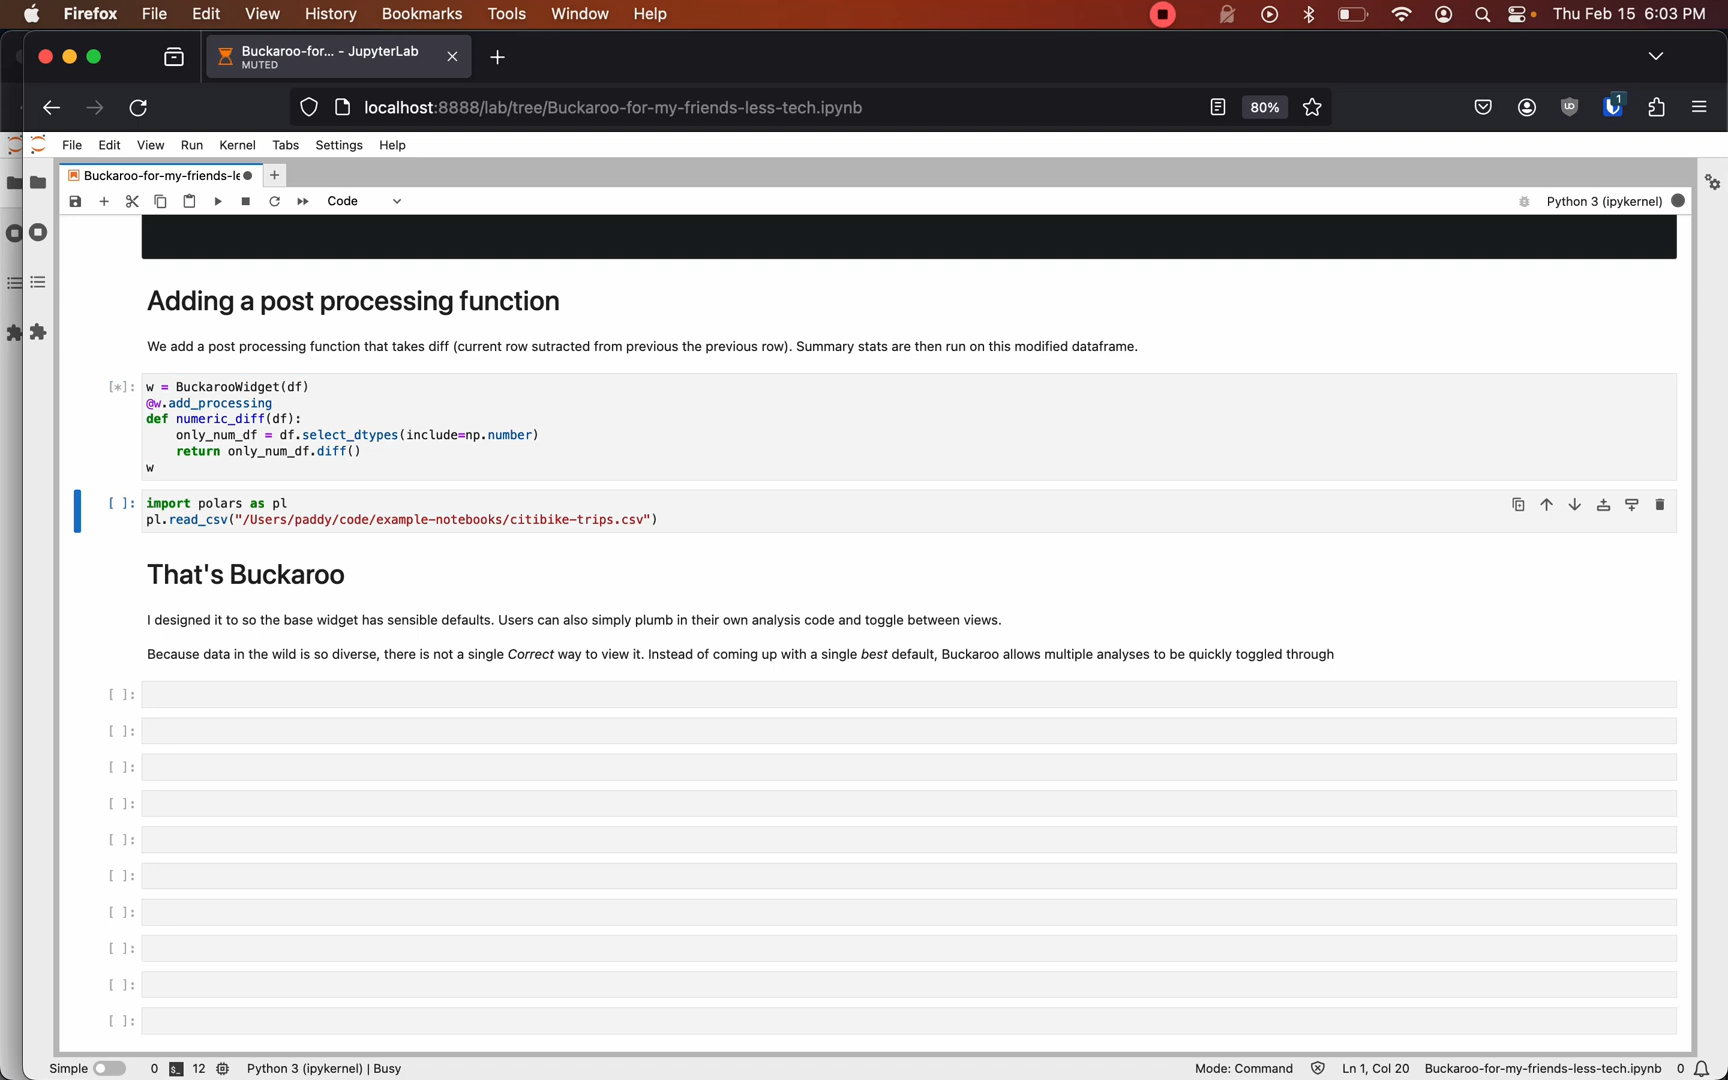 Firefox File Edit View History Bookmarks Tools Window Help Thu Feb 15 6:03 PM
Buckaroo-for... - JupyterLab
MUTED
localhost:8888/lab/tree/Buckaroo-for-my-friends-less-tech.ipynb 80% 1
File Edit View Run Kernel Tabs Settings Help
Buckaroo-for-my-friends-le
Code Python 3 (ipykernel)
Adding a post processing function
We add a post processing function that takes diff (current row sutracted from previous the previous row). Summary stats are then run on this modified dataframe.
[*]: w = BuckarooWidget(df)
@w.add_processing
def numeric_diff(df):
    only_num_df = df.select_dtypes(include=np.number)
    return only_num_df.diff()
w
[ ]: import polars as pl
pl.read_csv("/Users/paddy/code/example-notebooks/citibike-trips.csv")
That's Buckaroo
I designed it to so the base widget has sensible defaults. Users can also simply plumb in their own analysis code and toggle between views.
Because data in the wild is so diverse, there is not a single Correct way to view it. Instead of coming up with a single best default, Buckaroo allows multiple analyses to be quickly toggled through
[ ]:
[ ]:
[ ]:
[ ]:
[ ]:
[ ]:
[ ]:
[ ]:
[ ]:
[ ]:
Simple 0 12 Python 3 (ipykernel) | Busy Mode: Command Ln 1, Col 20 Buckaroo-for-my-friends-less-tech.ipynb 0